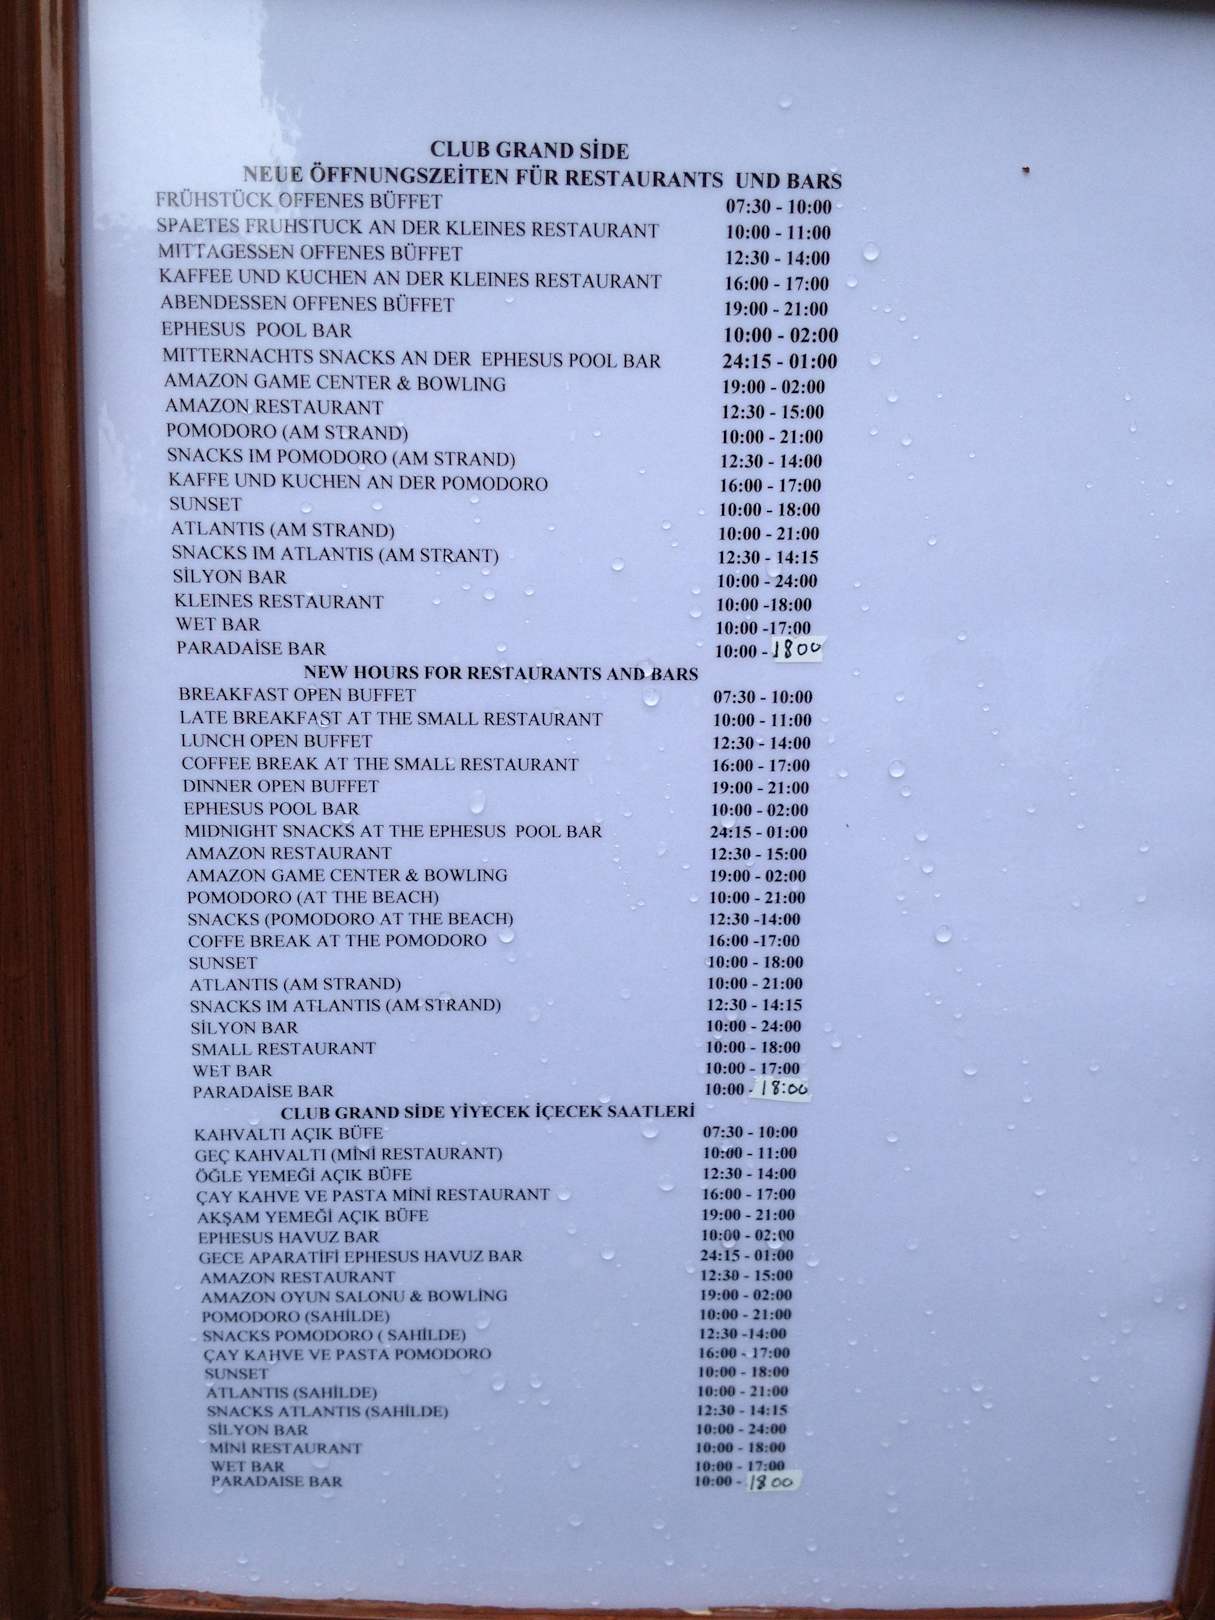 CLUB GRAND SİDE
NEUE ÖFFNUNGSZEİTEN FÜR RESTAURANTS UND BARS
FRÜHSTÜCK OFFENES BÜFFET 07:30 - 10:00
SPAETES FRUHSTUCK AN DER KLEINES RESTAURANT 10:00 - 11:00
MITTAGESSEN OFFENES BÜFFET 12:30 - 14:00
KAFFEE UND KUCHEN AN DER KLEINES RESTAURANT 16:00 - 17:00
ABENDESSEN OFFENES BÜFFET 19:00 - 21:00
EPHESUS POOL BAR 10:00 - 02:00
MITTERNACHTS SNACKS AN DER EPHESUS POOL BAR 24:15 - 01:00
AMAZON GAME CENTER & BOWLING 19:00 - 02:00
AMAZON RESTAURANT 12:30 - 15:00
POMODORO (AM STRAND) 10:00 - 21:00
SNACKS IM POMODORO (AM STRAND) 12:30 - 14:00
KAFFE UND KUCHEN AN DER POMODORO 16:00 - 17:00
SUNSET 10:00 - 18:00
ATLANTIS (AM STRAND) 10:00 - 21:00
SNACKS IM ATLANTIS (AM STRANT) 12:30 - 14:15
SİLYON BAR 10:00 - 24:00
KLEINES RESTAURANT 10:00 -18:00
WET BAR 10:00 -17:00
PARADAİSE BAR 10:00 - 18 00
NEW HOURS FOR RESTAURANTS AND BARS
BREAKFAST OPEN BUFFET 07:30 - 10:00
LATE BREAKFAST AT THE SMALL RESTAURANT 10:00 - 11:00
LUNCH OPEN BUFFET 12:30 - 14:00
COFFEE BREAK AT THE SMALL RESTAURANT 16:00 - 17:00
DINNER OPEN BUFFET 19:00 - 21:00
EPHESUS POOL BAR 10:00 - 02:00
MIDNIGHT SNACKS AT THE EPHESUS POOL BAR 24:15 - 01:00
AMAZON RESTAURANT 12:30 - 15:00
AMAZON GAME CENTER & BOWLING 19:00 - 02:00
POMODORO (AT THE BEACH) 10:00 - 21:00
SNACKS (POMODORO AT THE BEACH) 12:30 -14:00
COFFE BREAK AT THE POMODORO 16:00 -17:00
SUNSET 10:00 - 18:00
ATLANTIS (AM STRAND) 10:00 - 21:00
SNACKS IM ATLANTIS (AM STRAND) 12:30 - 14:15
SİLYON BAR 10:00 - 24:00
SMALL RESTAURANT 10:00 - 18:00
WET BAR 10:00 - 17:00
PARADAİSE BAR 10:00 - 18:00
CLUB GRAND SİDE YİYECEK İÇECEK SAATLERİ
KAHVALTI AÇIK BÜFE 07:30 - 10:00
GEÇ KAHVALTI (MİNİ RESTAURANT) 10:00 - 11:00
ÖĞLE YEMEĞİ AÇIK BÜFE 12:30 - 14:00
ÇAY KAHVE VE PASTA MİNİ RESTAURANT 16:00 - 17:00
AKŞAM YEMEĞİ AÇIK BÜFE 19:00 - 21:00
EPHESUS HAVUZ BAR 10:00 - 02:00
GECE APARATİFİ EPHESUS HAVUZ BAR 24:15 - 01:00
AMAZON RESTAURANT 12:30 - 15:00
AMAZON OYUN SALONU & BOWLİNG 19:00 - 02:00
POMODORO (SAHİLDE) 10:00 - 21:00
SNACKS POMODORO ( SAHİLDE) 12:30 -14:00
ÇAY KAHVE VE PASTA POMODORO 16:00 - 17:00
SUNSET 10:00 - 18:00
ATLANTIS (SAHİLDE) 10:00 - 21:00
SNACKS ATLANTIS (SAHİLDE) 12:30 - 14:15
SİLYON BAR 10:00 - 24:00
MİNİ RESTAURANT 10:00 - 18:00
WET BAR 10:00 - 17:00
PARADAISE BAR 10:00 - 18 00